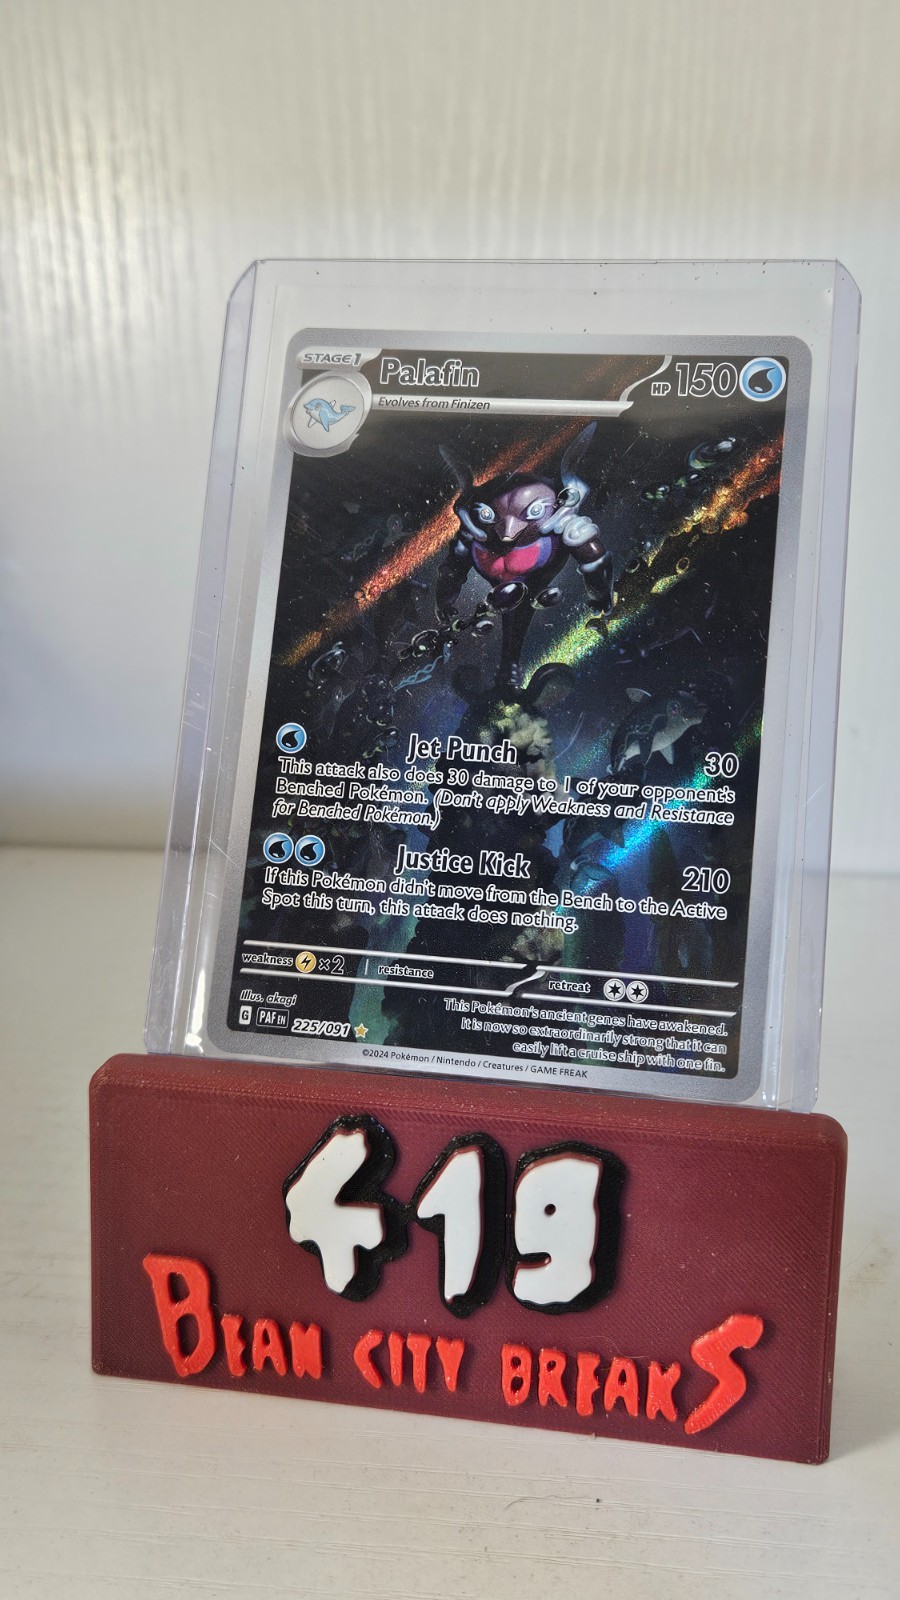 STAGE 1
Palafin
HP 150
Evolves from Finizen
Jet Punch 30
This attack also does 30 damage to 1 of your opponent's
Benched Pokémon. (Don't apply Weakness and Resistance
for Benched Pokémon.)
Justice Kick 210
If this Pokémon didn't move from the Bench to the Active
Spot this turn, this attack does nothing.
weakness ×2 resistance
retreat
Illus. akagi
G PAF EN 225/091
This Pokémon's ancient genes have awakened.
It is now so extraordinarily strong that it can
easily lift a cruise ship with one fin.
©2024 Pokémon / Nintendo / Creatures / GAME FREAK
419
BEAN CITY BREAKS